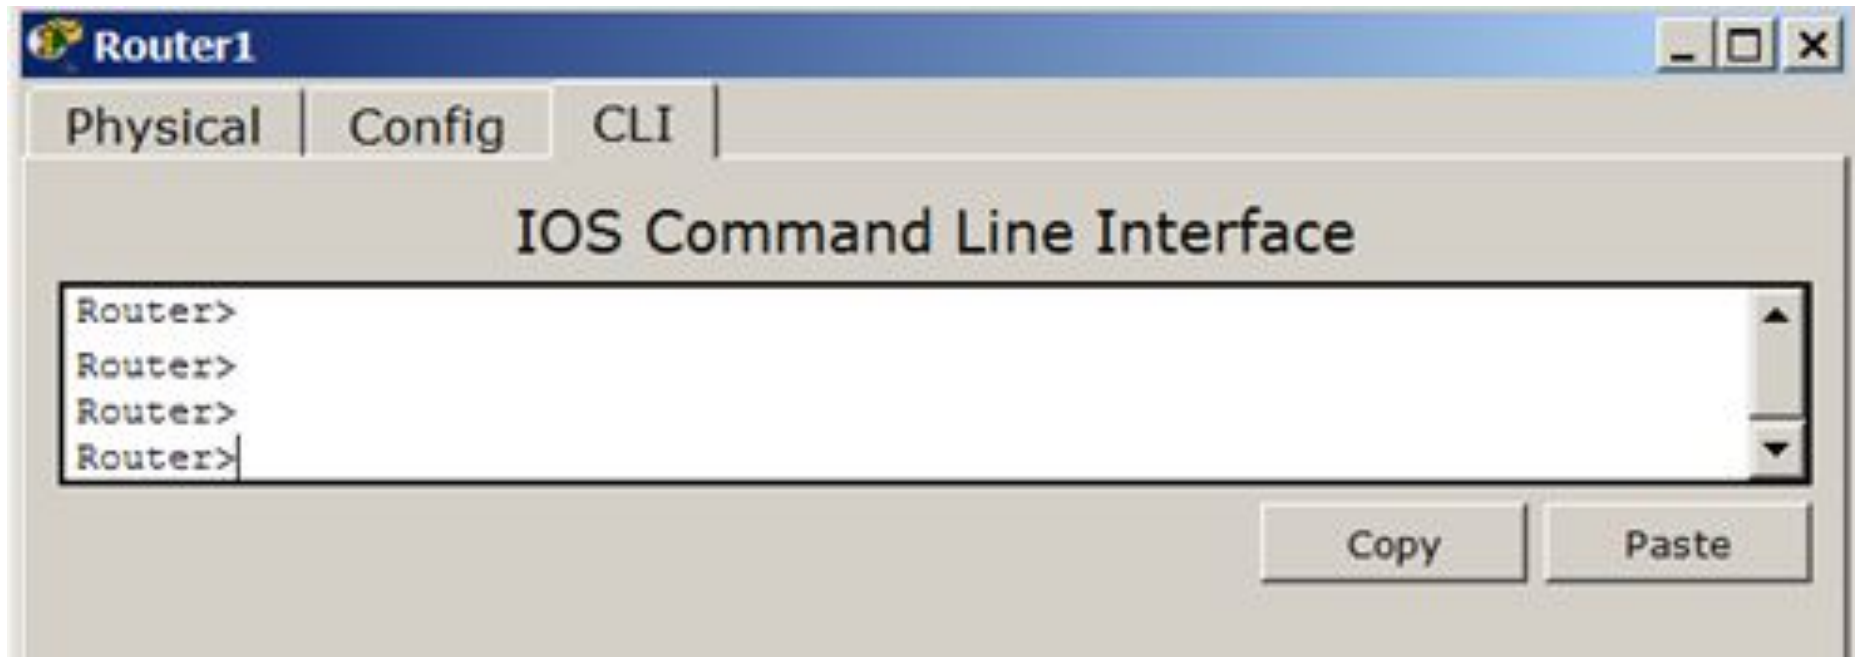 Router1
Physical Config CLI
IOS Command Line Interface
Router>
Router>
Router>
Router>
Copy Paste